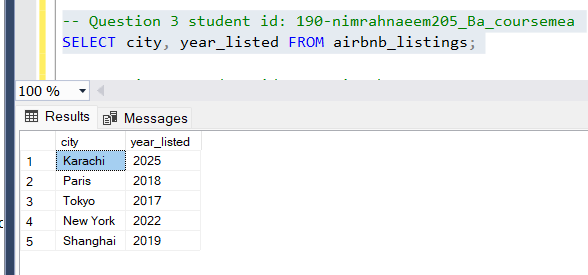 -- Question 3 student id: 190-nimrahnaeem205_Ba_coursemea
SELECT city, year_listed FROM airbnb_listings;
100 %
Results Messages
city year_listed
1 Karachi 2025
2 Paris 2018
3 Tokyo 2017
4 New York 2022
5 Shanghai 2019